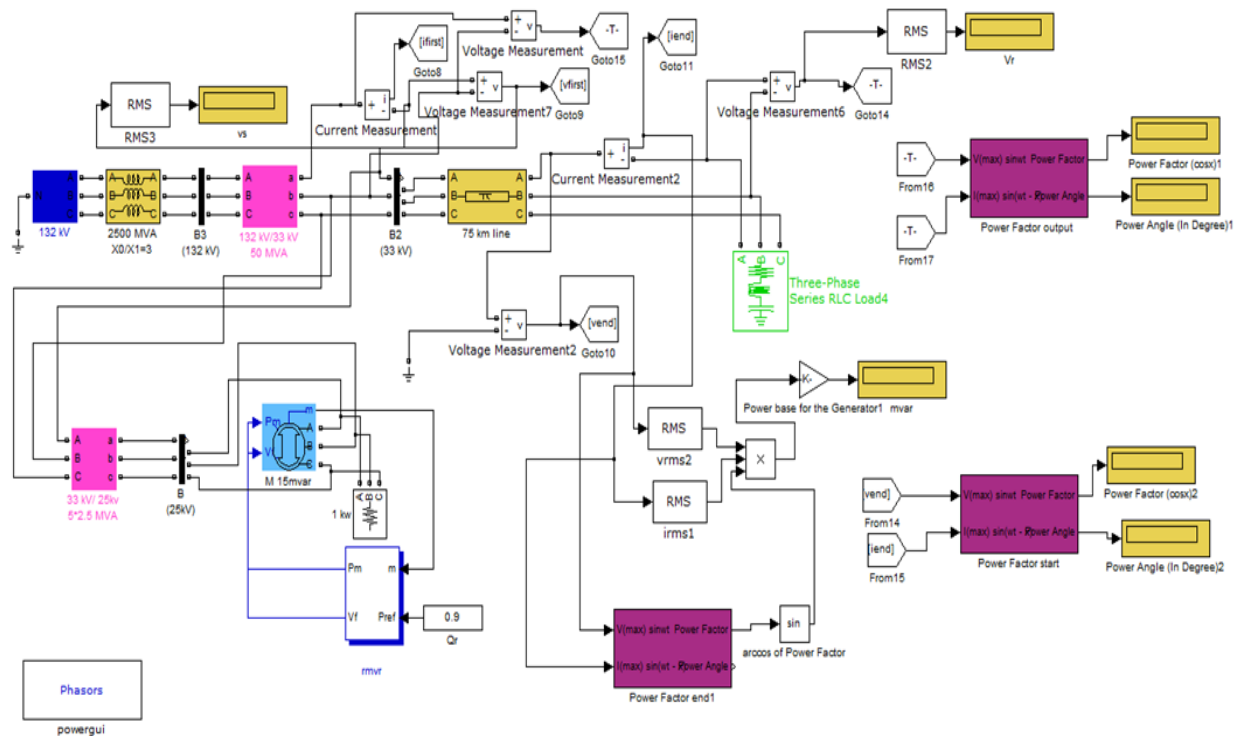 [ifirst]
Goto8
+
-
v
Voltage Measurement
-T-
Goto15
[iend]
Goto11
RMS
RMS2
Vr
RMS
RMS3
vs
+
-
i
Current Measurement
+
-
v
Voltage Measurement7
[vfirst]
Goto9
+
-
v
Voltage Measurement6
-T-
Goto14
+
-
i
Current Measurement2
N
A
B
C
132 kV
A
B
C
A
B
C
2500 MVA
X0/X1=3
A
B
C
B3
(132 kV)
A
B
C
a
b
c
132 kV/33 kV
50 MVA
A
B
C
B2
(33 kV)
A
B
C
A
B
C
75 km line
-T-
From16
-T-
From17
V(max) sinwt Power Factor
I(max) sin(wt - Power Angle
Power Factor output
Power Factor (cosx)1
Power Angle (In Degree)1
A
B
C
Three-Phase
Series RLC Load4
+
-
v
Voltage Measurement2
[vend]
Goto10
-K-
Power base for the Generator1 mvar
A
B
C
a
b
c
33 kV/ 25kv
5*2.5 MVA
B
(25kV)
Pm
m
A
B
C
M 15mvar
A
B
C
1 kw
Pm
m
Vf
Pref
rmvr
0.9
Qr
RMS
vrms2
RMS
irms1
X
vend]
From14
[iend]
From15
V(max) sinwt Power Factor
I(max) sin(wt - Power Angle
Power Factor start
Power Factor (cosx)2
Power Angle (In Degree)2
V(max) sinwt Power Factor
I(max) sin(wt - Power Angle
Power Factor end1
sin
arccos of Power Factor
Phasors
powergui